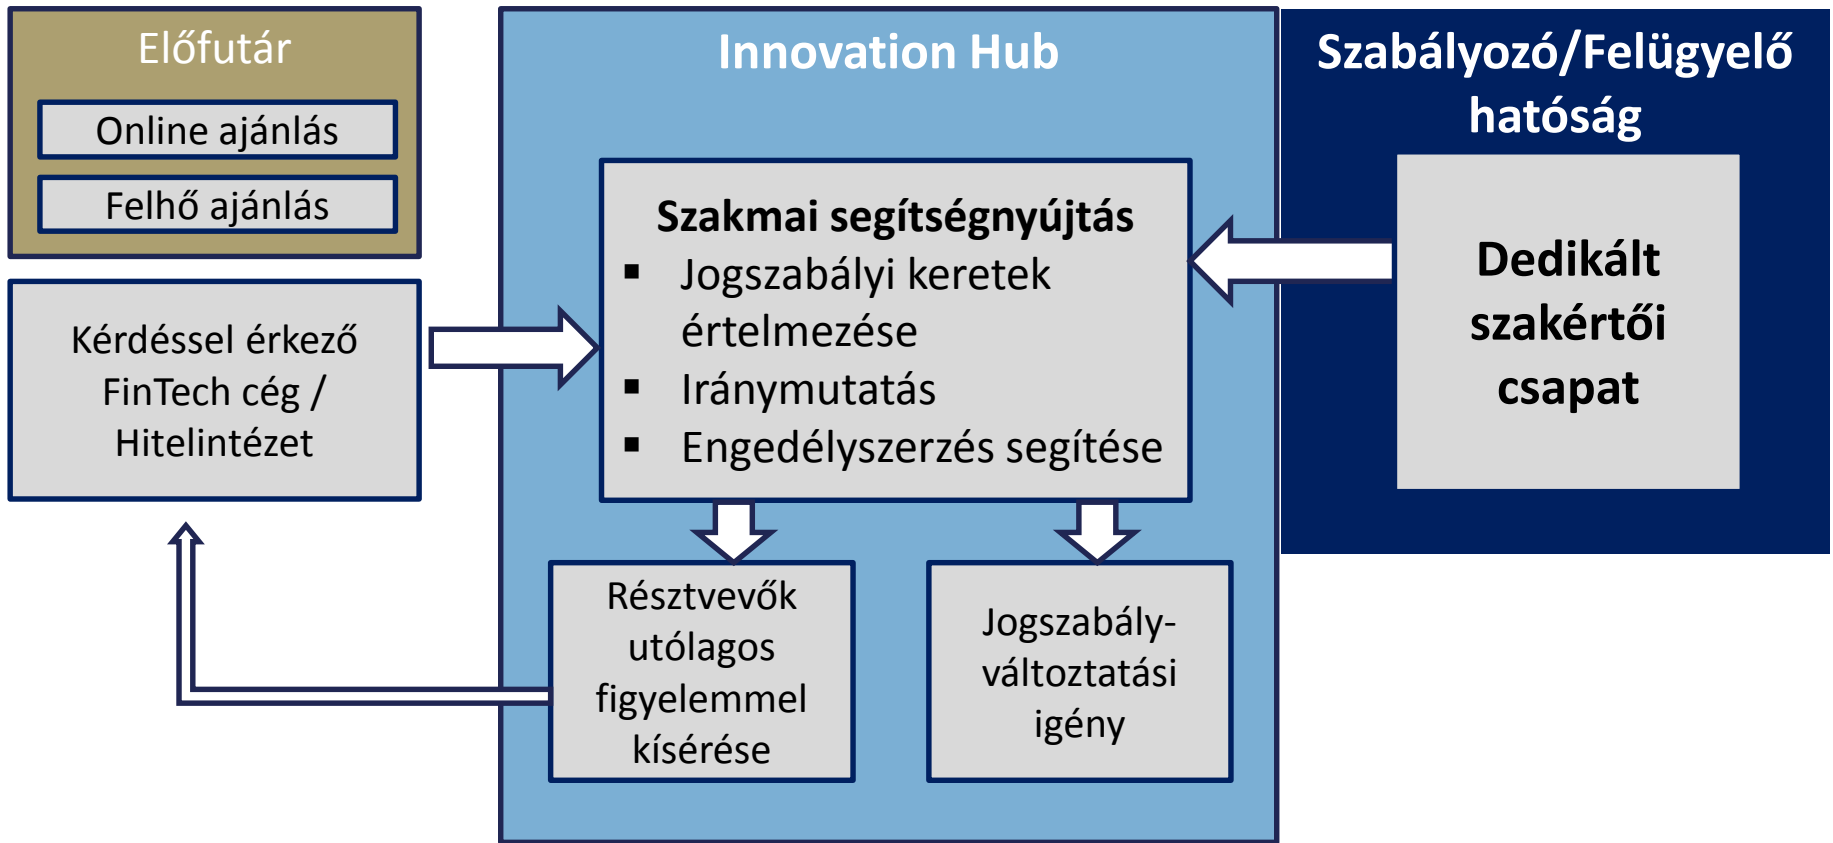 Előfutár
Online ajánlás
Felhő ajánlás
Kérdéssel érkező
FinTech cég /
Hitelintézet
Innovation Hub
Szakmai segítségnyújtás
▪ Jogszabályi keretek
értelmezése
▪ Iránymutatás
▪ Engedélyszerzés segítése
Résztvevők
utólagos
figyelemmel
kísérése
Jogszabály-
változtatási
igény
Szabályozó/Felügyelő
hatóság
Dedikált
szakértői
csapat